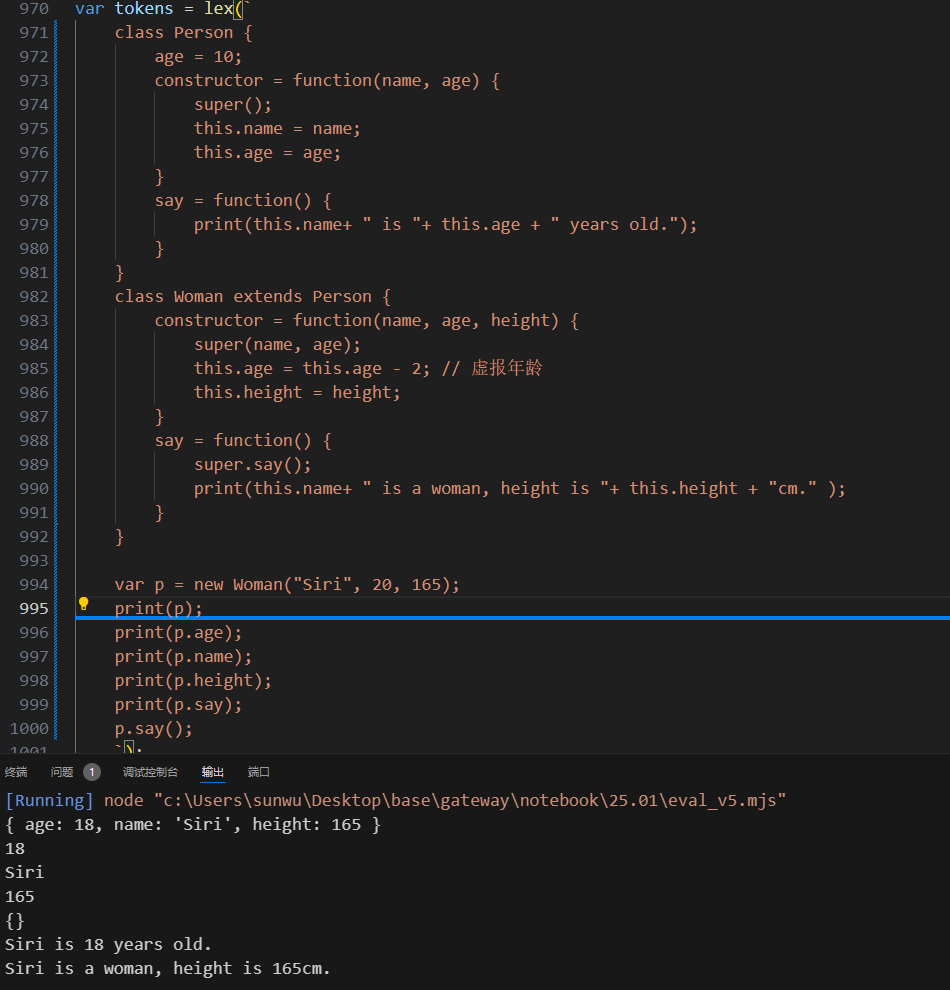 970 var tokens = lex(`
971 class Person {
972 age = 10;
973 constructor = function(name, age) {
974 super();
975 this.name = name;
976 this.age = age;
977 }
978 say = function() {
979 print(this.name+ " is "+ this.age + " years old.");
980 }
981 }
982 class Woman extends Person {
983 constructor = function(name, age, height) {
984 super(name, age);
985 this.age = this.age - 2; // 虚报年龄
986 this.height = height;
987 }
988 say = function() {
989 super.say();
990 print(this.name+ " is a woman, height is "+ this.height + "cm." );
991 }
992 }
993
994 var p = new Woman("Siri", 20, 165);
995 print(p);
996 print(p.age);
997 print(p.name);
998 print(p.height);
999 print(p.say);
1000 p.say();
1001 `);
终端 问题 1 调试控制台 输出 端口
[Running] node "c:\Users\sunwu\Desktop\base\gateway\notebook\25.01\eval_v5.mjs"
{ age: 18, name: 'Siri', height: 165 }
18
Siri
165
{}
Siri is 18 years old.
Siri is a woman, height is 165cm.